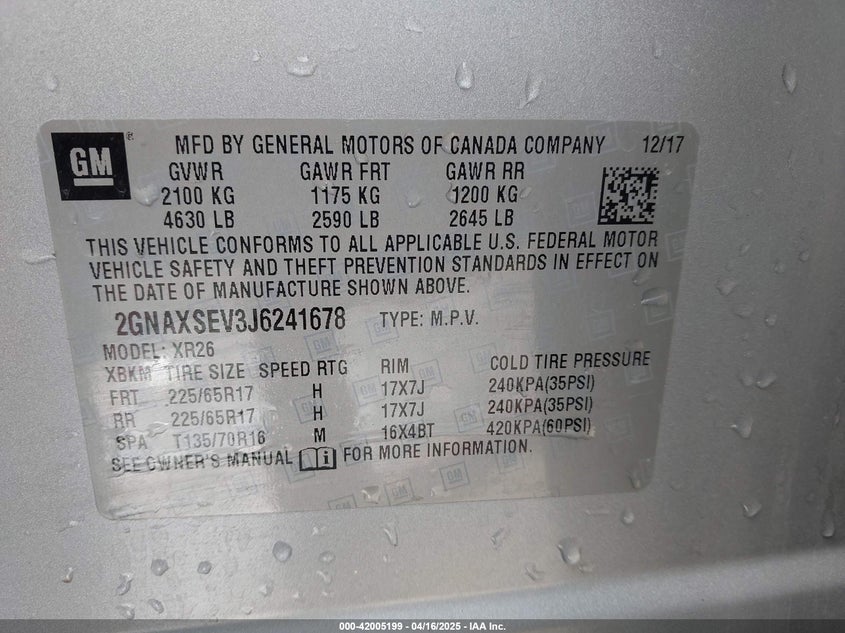 GM ® MFD BY GENERAL MOTORS OF CANADA COMPANY 12/17
GVWR GAWR FRT GAWR RR
2100 KG 1175 KG 1200 KG
4630 LB 2590 LB 2645 LB
THIS VEHICLE CONFORMS TO ALL APPLICABLE U.S. FEDERAL MOTOR
VEHICLE SAFETY AND THEFT PREVENTION STANDARDS IN EFFECT ON
THE DATE OF MANUFACTURE SHOWN ABOVE.
2GNAXSEV3J6241678 TYPE: M.P.V.
MODEL: XR26
XBKM TIRE SIZE SPEED RTG RIM COLD TIRE PRESSURE
FRT 225/65R17 H 17X7J 240KPA(35PSI)
RR 225/65R17 H 17X7J 240KPA(35PSI)
SPA T135/70R16 M 16X4BT 420KPA(60PSI)
SEE OWNER'S MANUAL i FOR MORE INFORMATION.
000-42005199 - 04/16/2025 - IAA Inc.